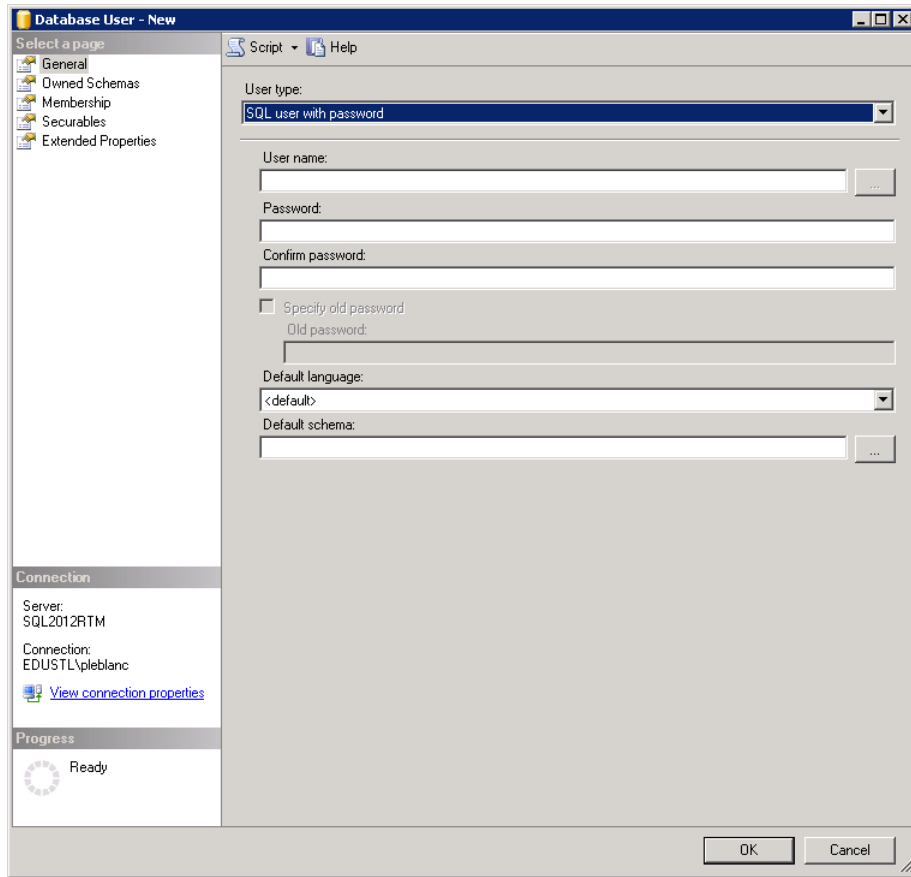 Database User - New
Select a page
General
Owned Schemas
Membership
Securables
Extended Properties
Script
Help
User type:
SQL user with password
User name:
...
Password:
Confirm password:
Specify old password
Old password:
Default language:
<default>
Default schema:
...
Connection
Server:
SQL2012RTM
Connection:
EDUSTL\pleblanc
View connection properties
Progress
Ready
OK
Cancel